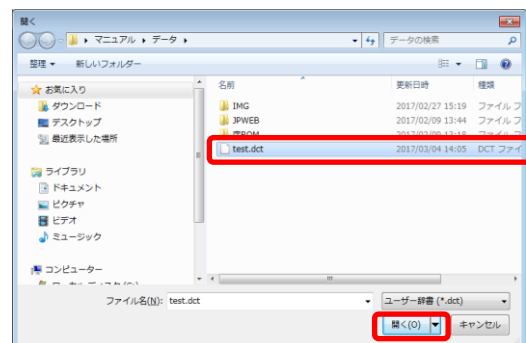 開く
マニュアル ▸ データ ▸
データの検索
整理 ▼ 新しいフォルダー
お気に入り
ダウンロード
デスクトップ
最近表示した場所
ライブラリ
ドキュメント
ピクチャ
ビデオ
ミュージック
コンピューター
名前 更新日時 種類
IMG 2017/02/27 15:19 ファイル フ
JPWEB 2017/02/09 13:44 ファイル フ
test.dct 2017/03/04 14:05 DCT ファイ
ファイル名(N): test.dct ユーザー辞書 (*.dct)
開く(O) キャンセル